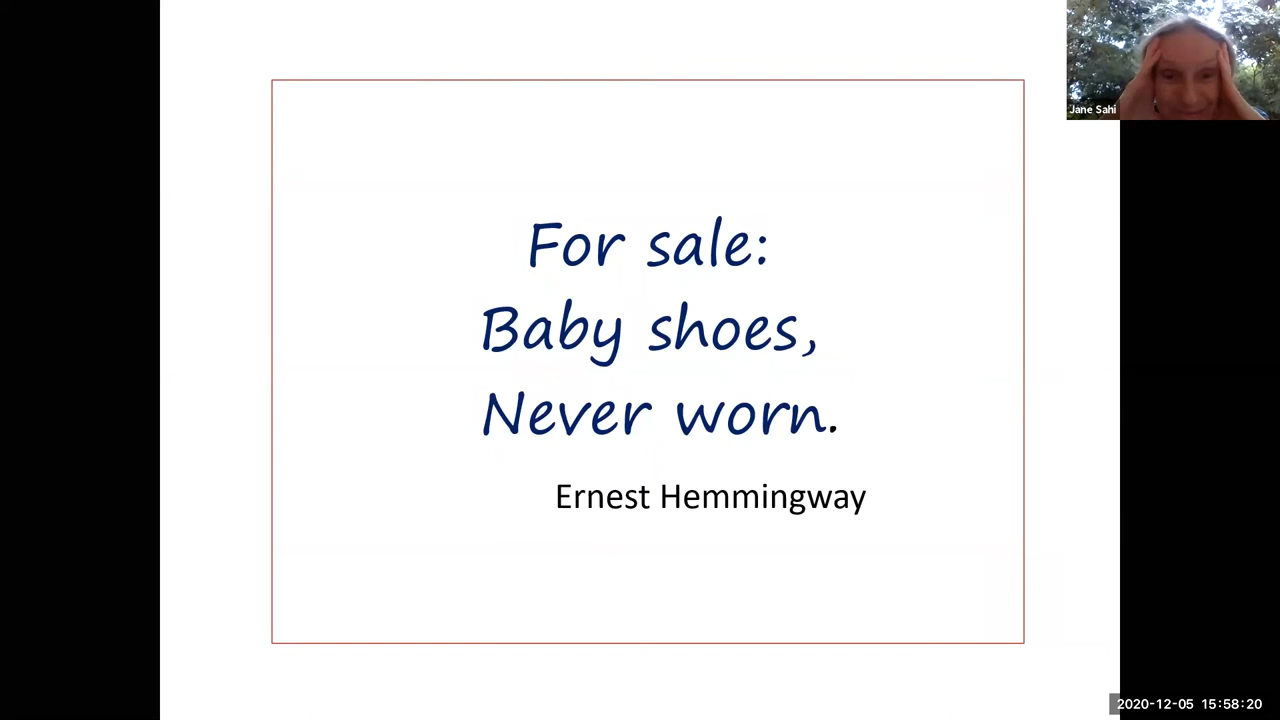 Jane Sahi
For sale:
Baby shoes,
Never worn.
Ernest Hemmingway
2020-12-05 15:58:20